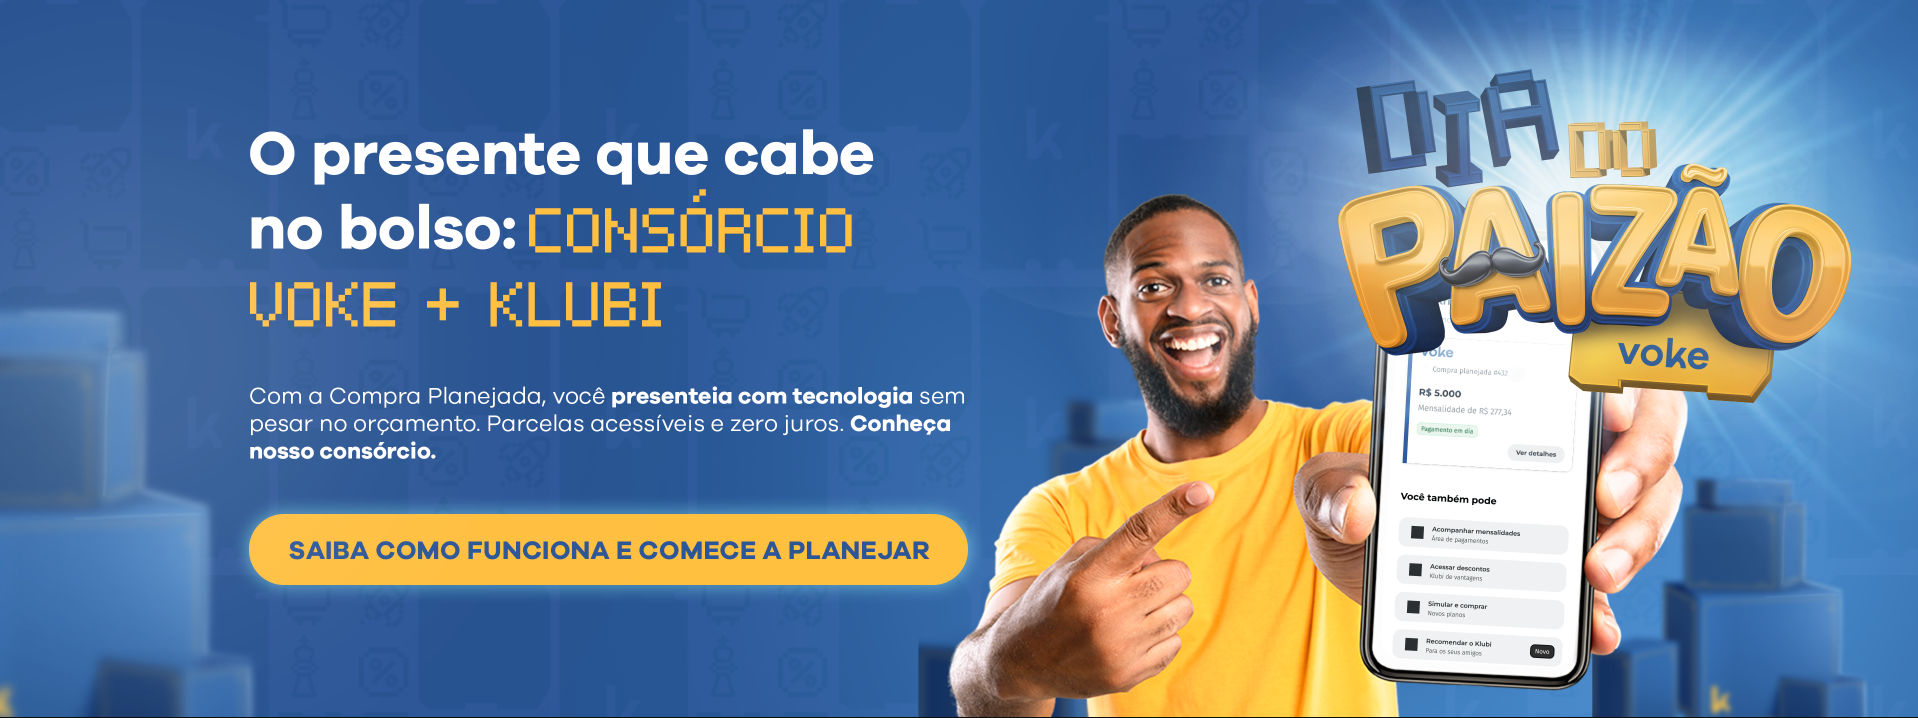 O presente que cabe
no bolso: CONSÓRCIO
VOKE + KLUBI
Com a Compra Planejada, você presenteia com tecnologia sem
pesar no orçamento. Parcelas acessíveis e zero juros. Conheça
nosso consórcio.
SAIBA COMO FUNCIONA E COMECE A PLANEJAR
DIA DO
PAIZÃO
voke
voke
Compra planejada #432
R$ 5.000
Mensalidade de R$ 277,34
Pagamento em dia
Ver detalhes
Você também pode
Acompanhar mensalidades
Área de pagamentos
Acessar descontos
Klubi de vantagens
Simular e comprar
Novos planos
Recomendar o Klubi
Para os seus amigos
Novo